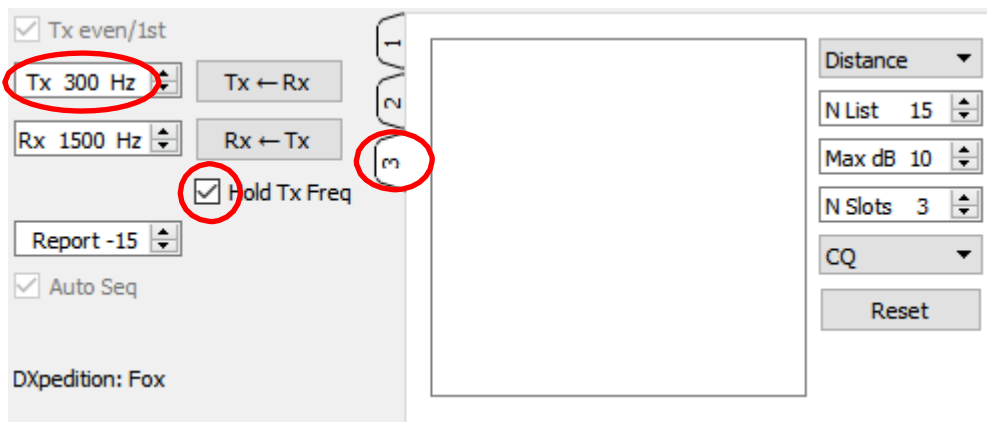 Tx even/1st
Tx 300 Hz
Tx ← Rx
Rx 1500 Hz
Rx ← Tx
Hold Tx Freq
Report -15
Auto Seq
DXpedition: Fox
1
2
3
Distance
N List 15
Max dB 10
N Slots 3
CQ
Reset